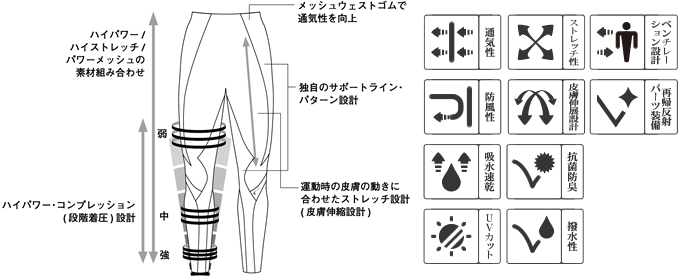 メッシュウェストゴムで
通気性を向上
ハイパワー/
ハイストレッチ/
パワーメッシュの
素材組み合わせ
独自のサポートライン・
パターン設計
弱
ハイパワー・コンプレッション
(段階着圧)設計
中
強
運動時の皮膚の動きに
合わせたストレッチ設計
(皮膚伸縮設計)
通気性
ストレッチ性
ベンチレー
ション設計
防風性
皮膚伸展設計
再帰反射
パーツ装備
吸水速乾
抗菌防臭
UVカット
撥水性